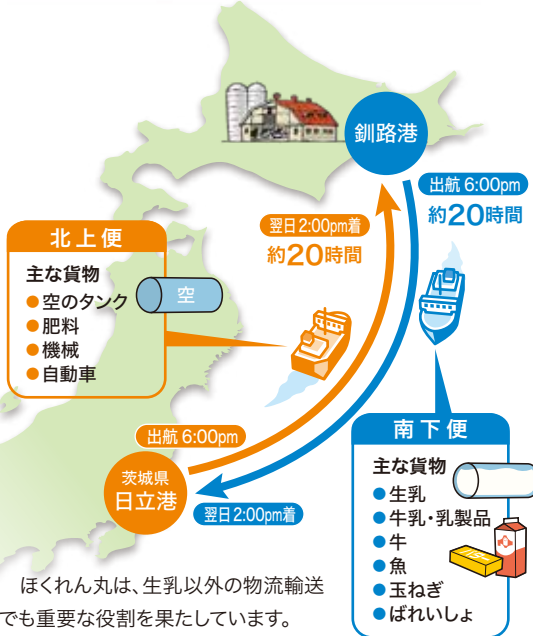 釧路港
出航 6:00pm
約20時間
翌日2:00pm着
約20時間
北上便
主な貨物
●空のタンク
●肥料
●機械
●自動車
空
出航 6:00pm
茨城県
日立港
翌日2:00pm着
南下便
主な貨物
●生乳
●牛乳・乳製品
●牛
●魚
●玉ねぎ
●ばれいしょ
ほくれん丸は、生乳以外の物流輸送
でも重要な役割を果たしています。